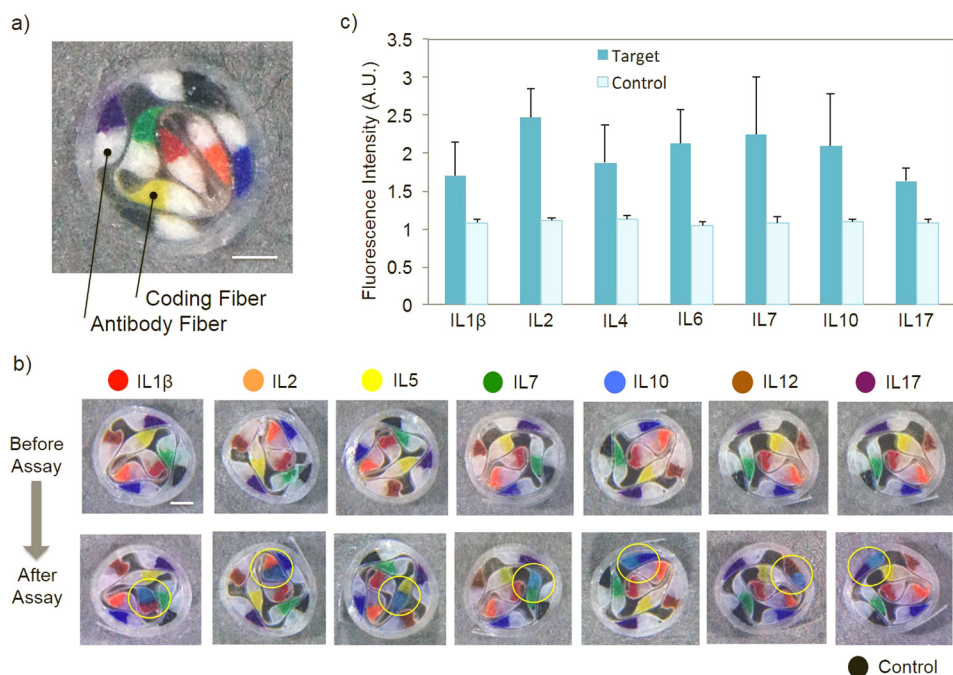 a)
Coding Fiber
Antibody Fiber
c)
Fluorescence Intensity (A.U.)
3.5
3
2.5
2
1.5
1
0.5
0
Target
Control
IL1β IL2 IL4 IL6 IL7 IL10 IL17
b)
IL1β IL2 IL5 IL7 IL10 IL12 IL17
Before
Assay
After
Assay
Control